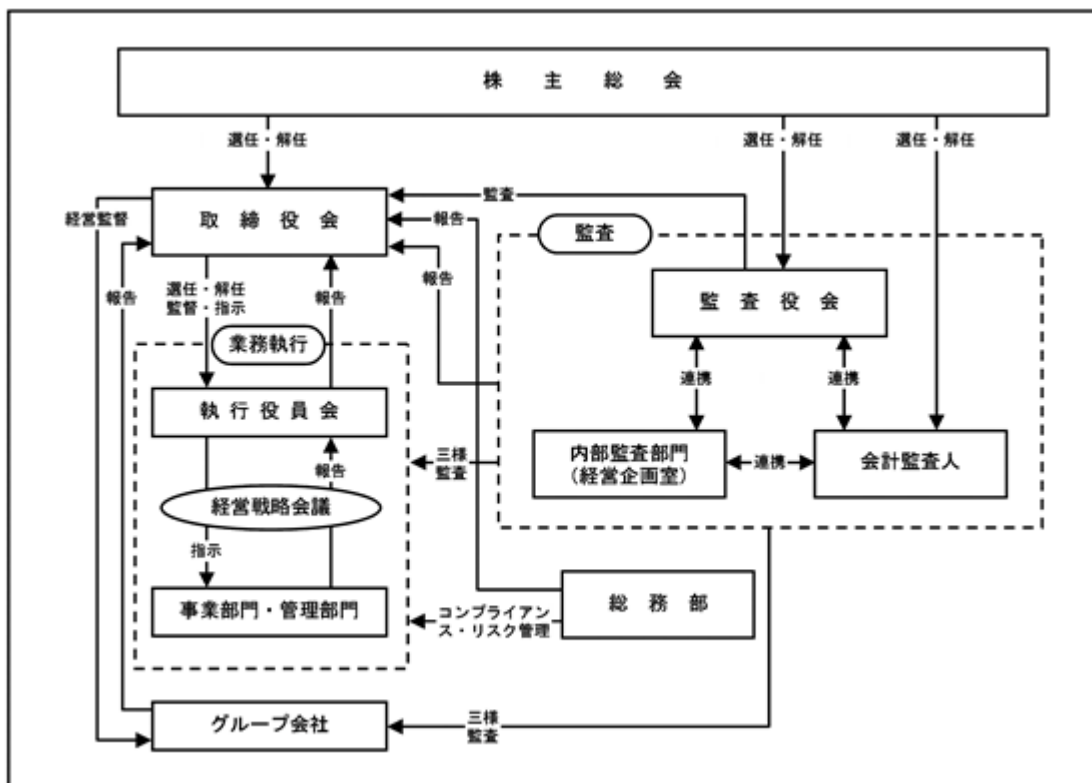 株主総会
選任・解任
選任・解任
選任・解任
監査
取締役会
経営監督
報告
監査
報告
報告
選任・解任
監督・指示
報告
監査役会
業務執行
連携
連携
執行役員会
三様
監査
報告
内部監査部門
(経営企画室)
連携
会計監査人
経営戦略会議
指示
総務部
事業部門・管理部門
コンプライアン
ス・リスク管理
グループ会社
三様
監査